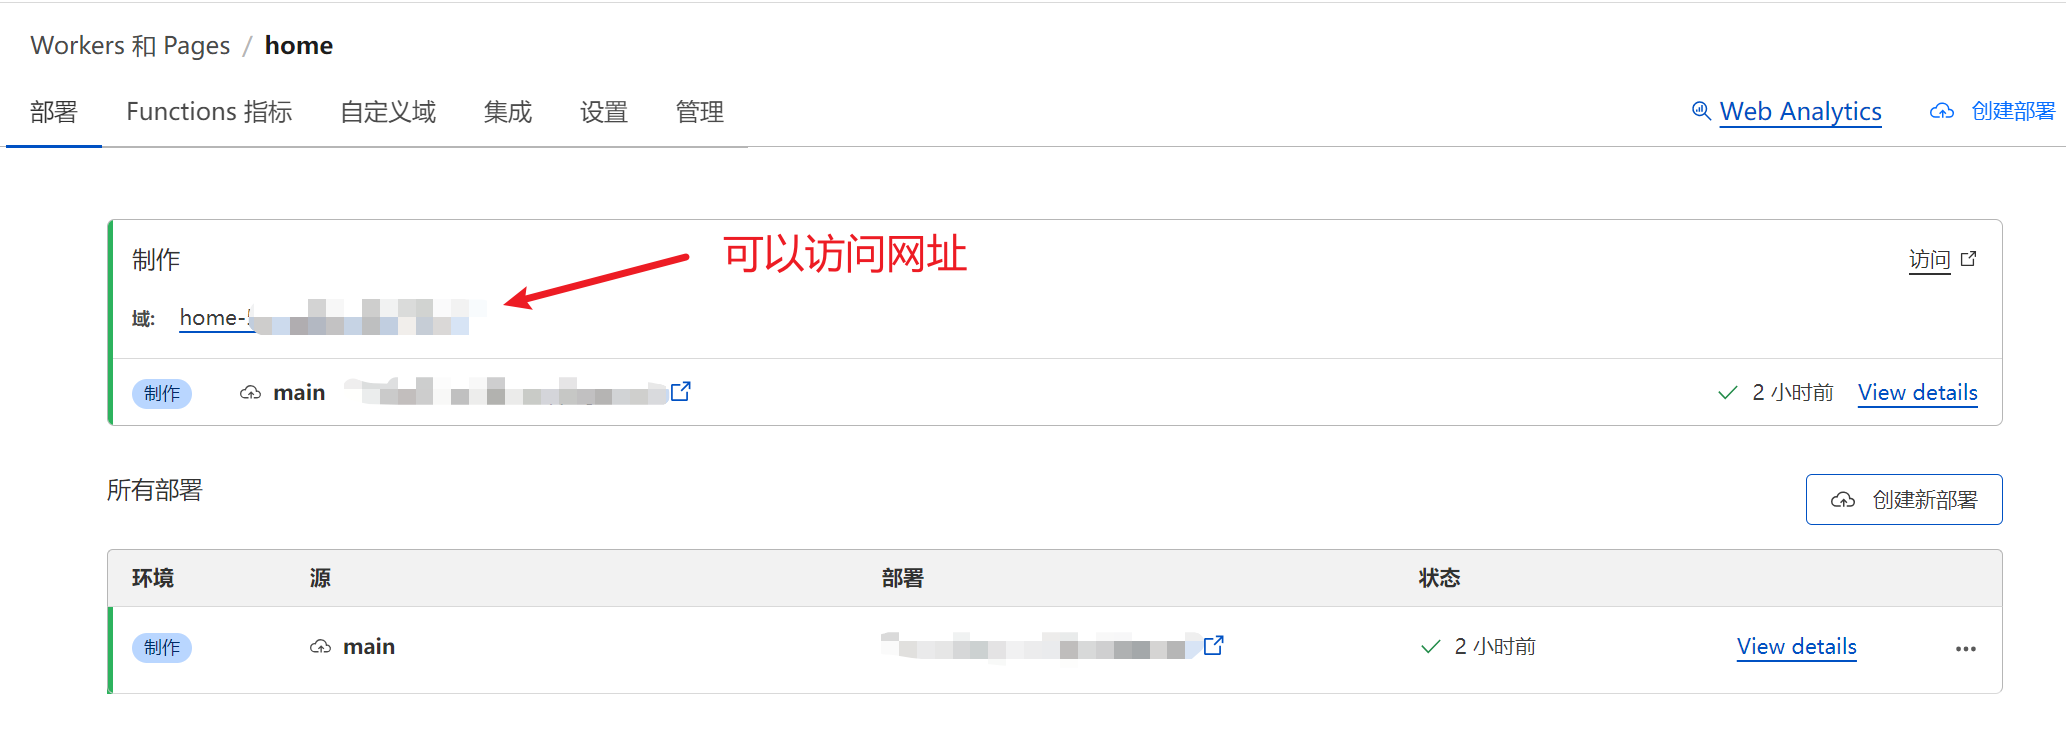 Workers 和 Pages / home
部署 Functions 指标 自定义域 集成 设置 管理 Web Analytics 创建部署
制作 可以访问网址 访问
域: home-
制作 main 2 小时前 View details
所有部署 创建新部署
环境 源 部署 状态
制作 main 2 小时前 View details ...